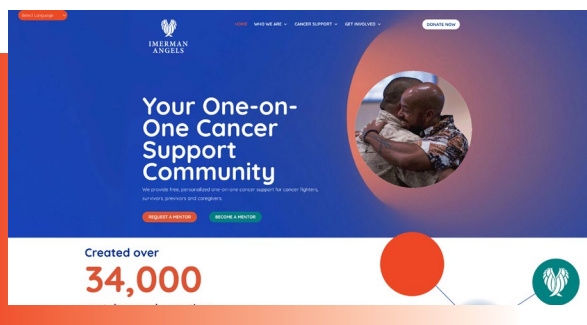 Select Language
IMERMAN
ANGELS
HOME WHO WE ARE CANCER SUPPORT GET INVOLVED DONATE NOW
Your One-on-
One Cancer
Support
Community
We provide free, personalized one-on-one cancer support for cancer fighters,
survivors, previvors and caregivers.
REQUEST A MENTOR BECOME A MENTOR
Created over
34,000